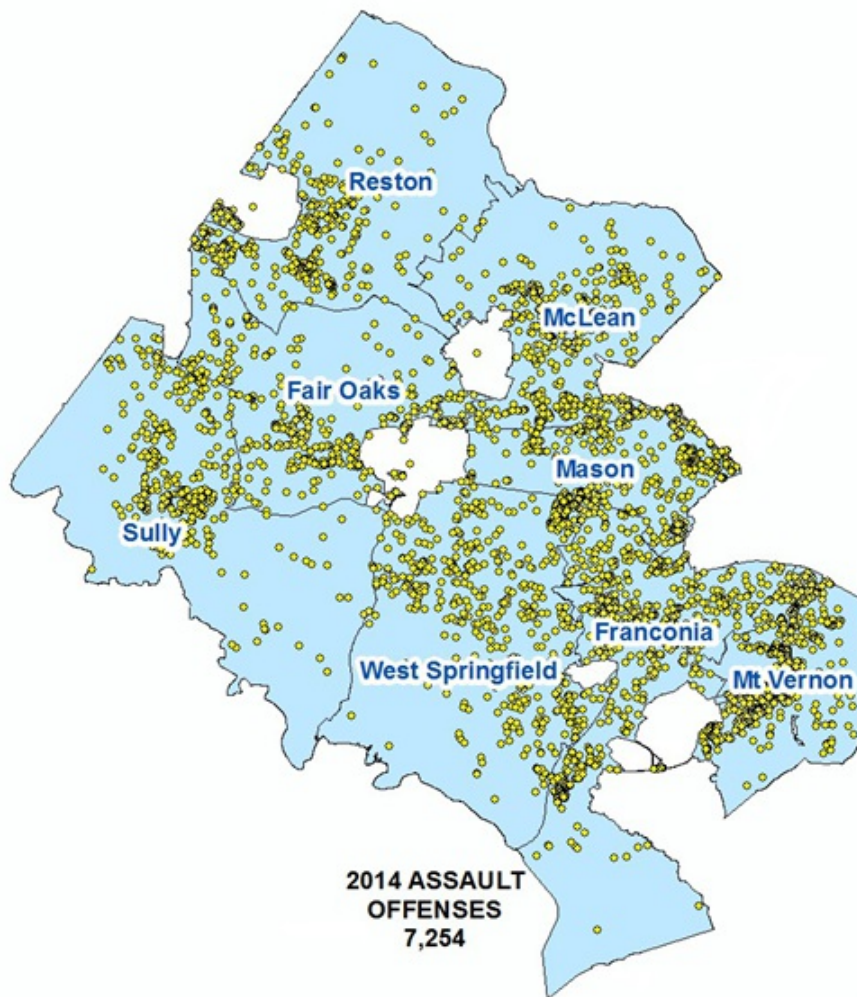 Reston
McLean
Fair Oaks
Mason
Sully
Franconia
West Springfield
Mt Vernon
2014 ASSAULT
OFFENSES
7,254